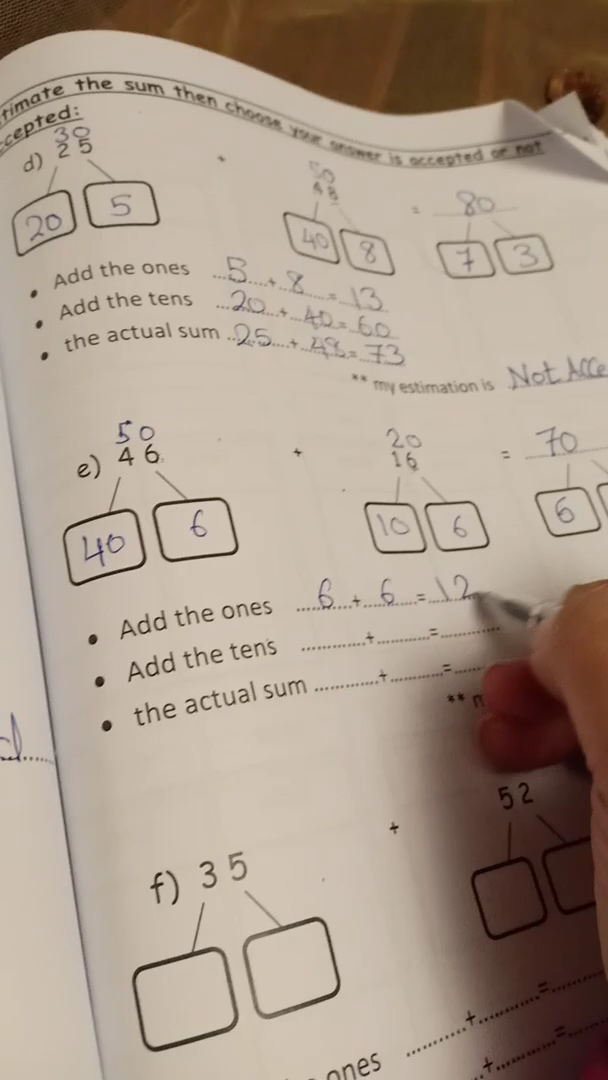 timate the sum then choose your answer is accepted or not
ccepted:
30 50
d) 25 + 48 = 80
20 5 40 8 7 3
• Add the ones 5 + 8 = 13
• Add the tens 20 + 40 = 60
• the actual sum 25 + 48 = 73
** my estimation is Not Acce
50 20
e) 46 + 16 = 70
40 6 10 6 6
• Add the ones 6 + 6 = 12
• Add the tens + =
• the actual sum + =
**
f) 35 + 52
ones + =
+ =